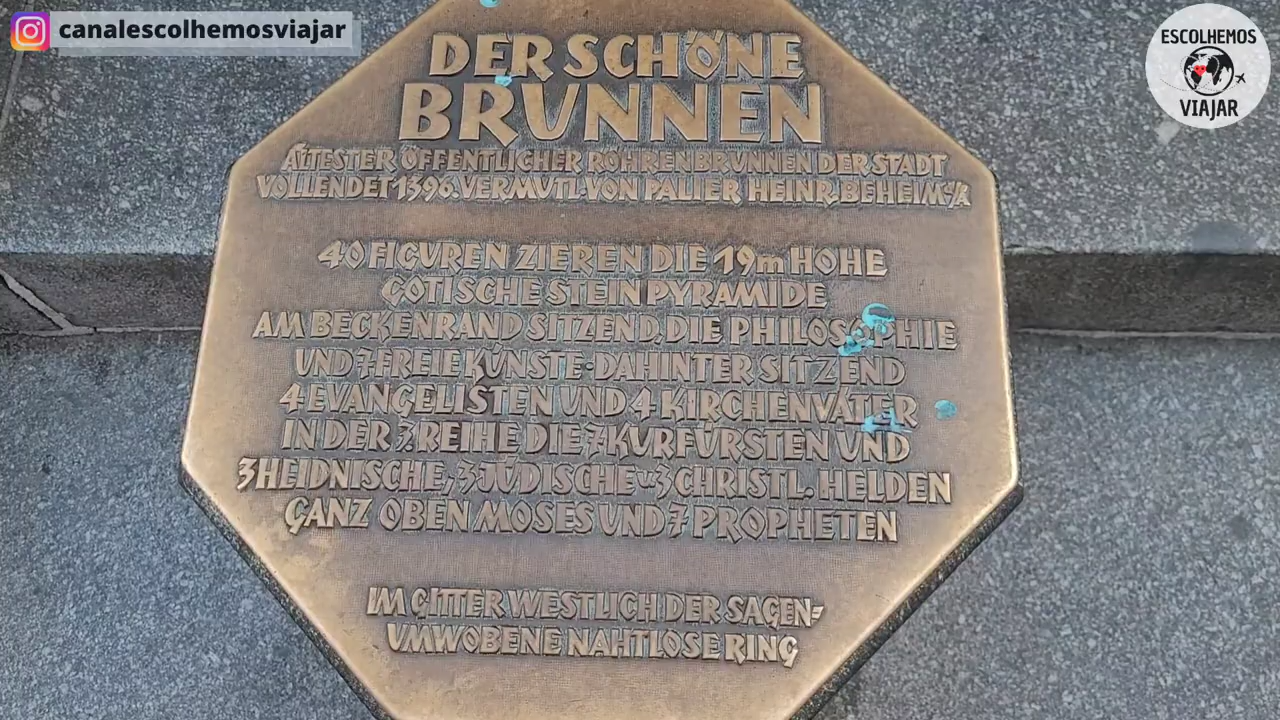 canalescolhemosviajar
ESCOLHEMOS
VIAJAR
DER SCHÖNE
BRUNNEN
ÄLTESTER ÖFFENTLICHER RÖHRENBRUNNEN DER STADT
VOLLENDET 1396. VERMUTL. VON PALIER HEINR. BEHEIM
40 FIGUREN ZIEREN DIE 19m HOHE
GOTISCHE STEINPYRAMIDE
AM BECKENRAND SITZEND, DIE PHILOSOPHIE
UND 7 FREIE KÜNSTE · DAHINTER SITZEND
4 EVANGELISTEN UND 4 KIRCHENVÄTER
IN DER 3. REIHE DIE 7 KURFÜRSTEN UND
3 HEIDNISCHE, 3 JÜDISCHE u. 3 CHRISTL. HELDEN
GANZ OBEN MOSES UND 7 PROPHETEN
IM GITTER WESTLICH DER SAGEN=
UMWOBENE NAHTLOSE RING